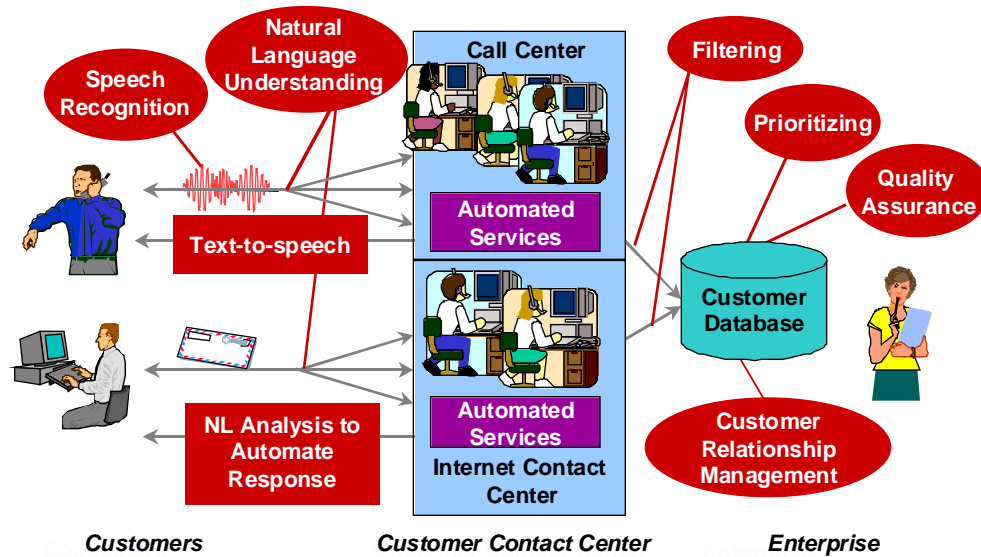 Natural
Language
Understanding
Speech
Recognition
Call Center
Filtering
Prioritizing
Quality
Assurance
Automated
Services
Text-to-speech
Customer
Database
NL Analysis to
Automate
Response
Automated
Services
Internet Contact
Center
Customer
Relationship
Management
Customers
Customer Contact Center
Enterprise